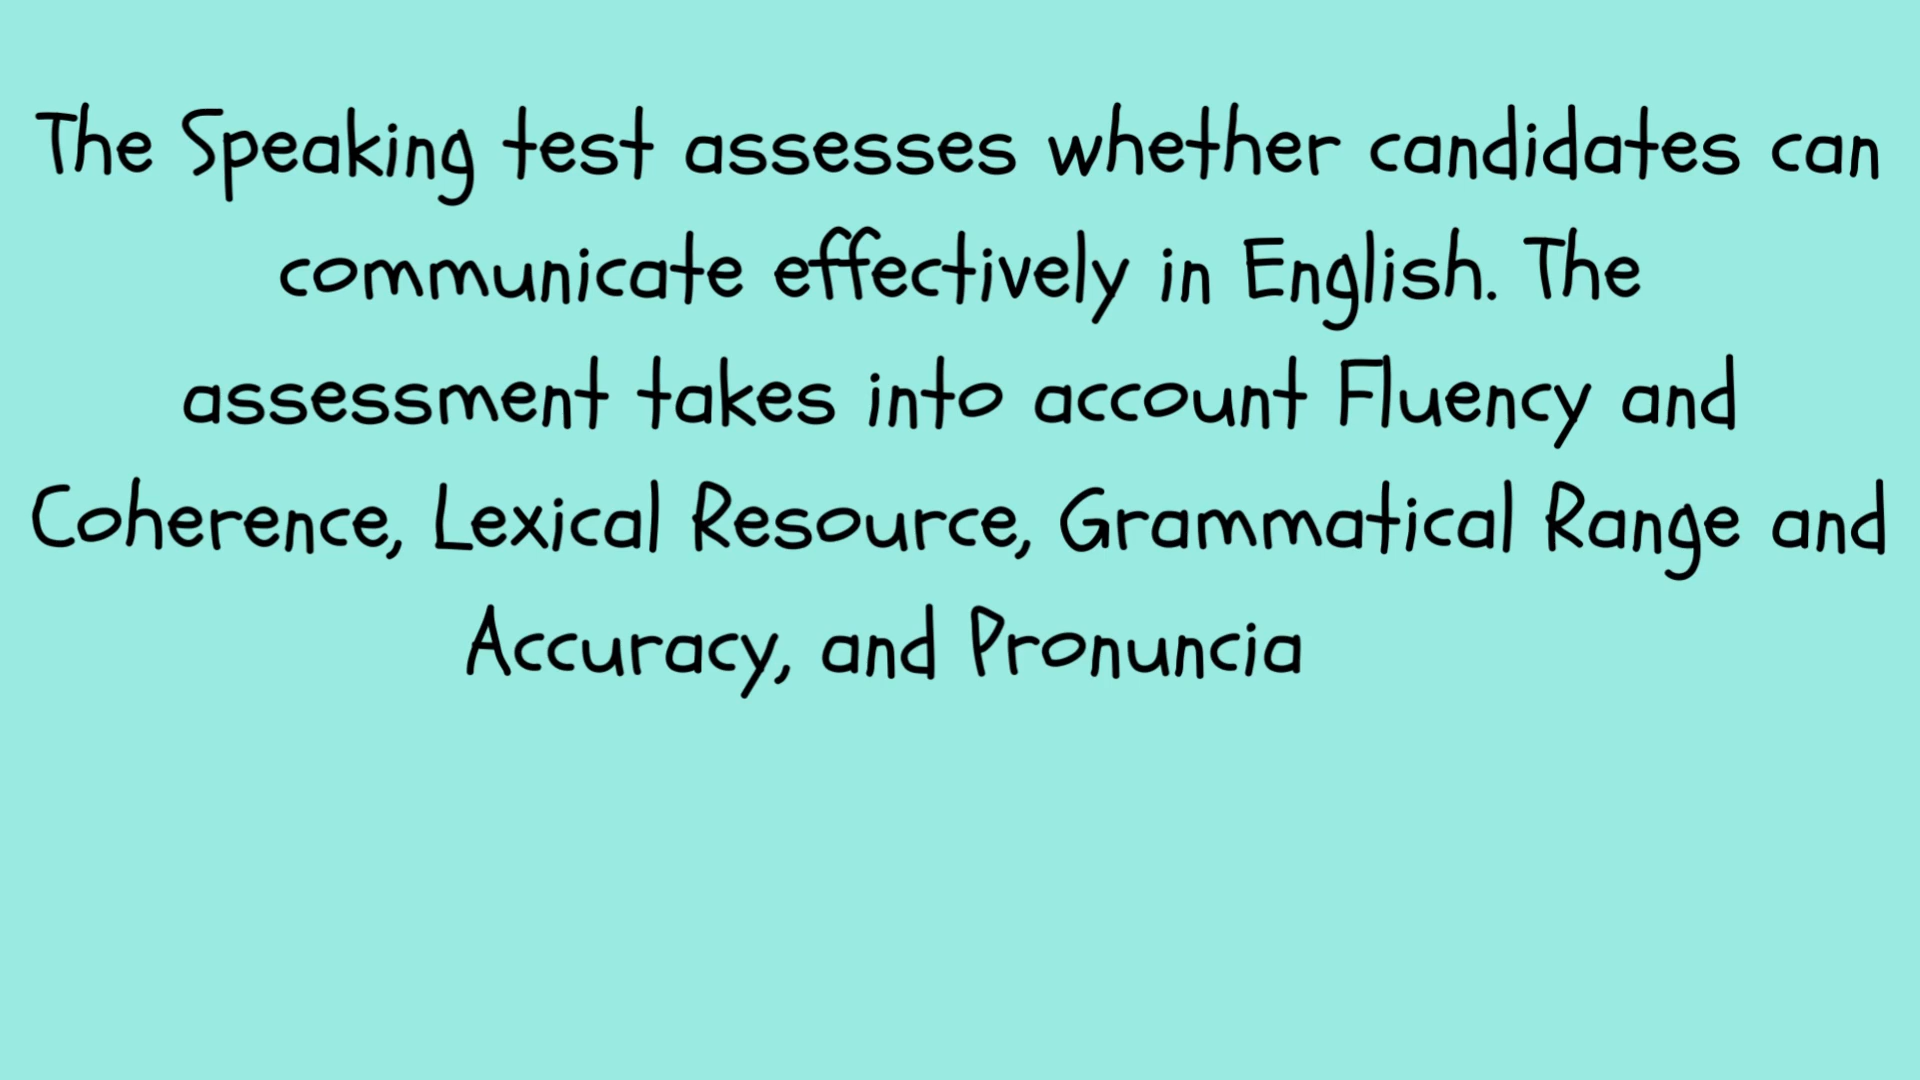 The Speaking test assesses whether candidates can
communicate effectively in English. The
assessment takes into account Fluency and
Coherence, Lexical Resource, Grammatical Range and
Accuracy, and Pronuncia